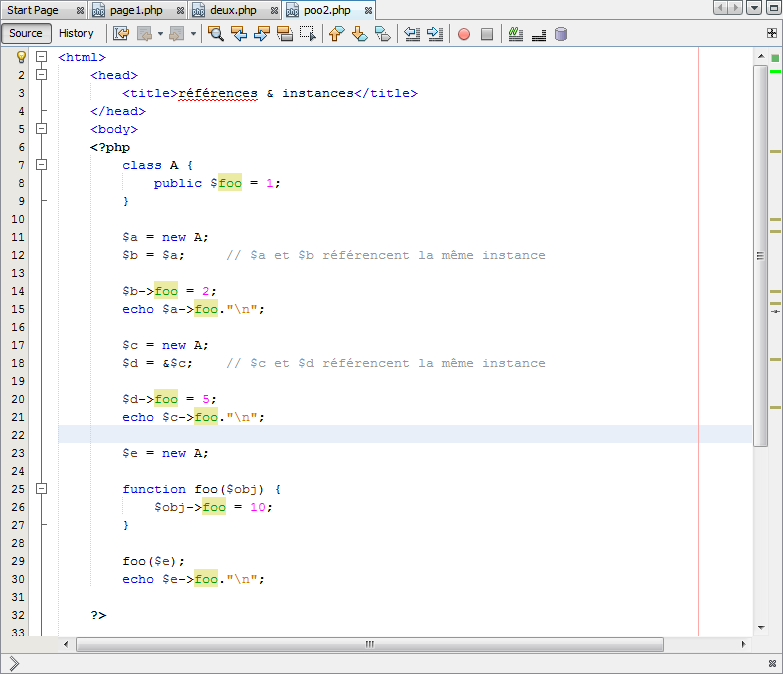 Start Page page1.php deux.php poo2.php
Source History
<html>
2 <head>
3 <title>références & instances</title>
4 </head>
5 <body>
6 <?php
7 class A {
8 public $foo = 1;
9 }
10
11 $a = new A;
12 $b = $a; // $a et $b référencent la même instance
13
14 $b->foo = 2;
15 echo $a->foo."\n";
16
17 $c = new A;
18 $d = &$c; // $c et $d référencent la même instance
19
20 $d->foo = 5;
21 echo $c->foo."\n";
22
23 $e = new A;
24
25 function foo($obj) {
26 $obj->foo = 10;
27 }
28
29 foo($e);
30 echo $e->foo."\n";
31
32 ?>
33